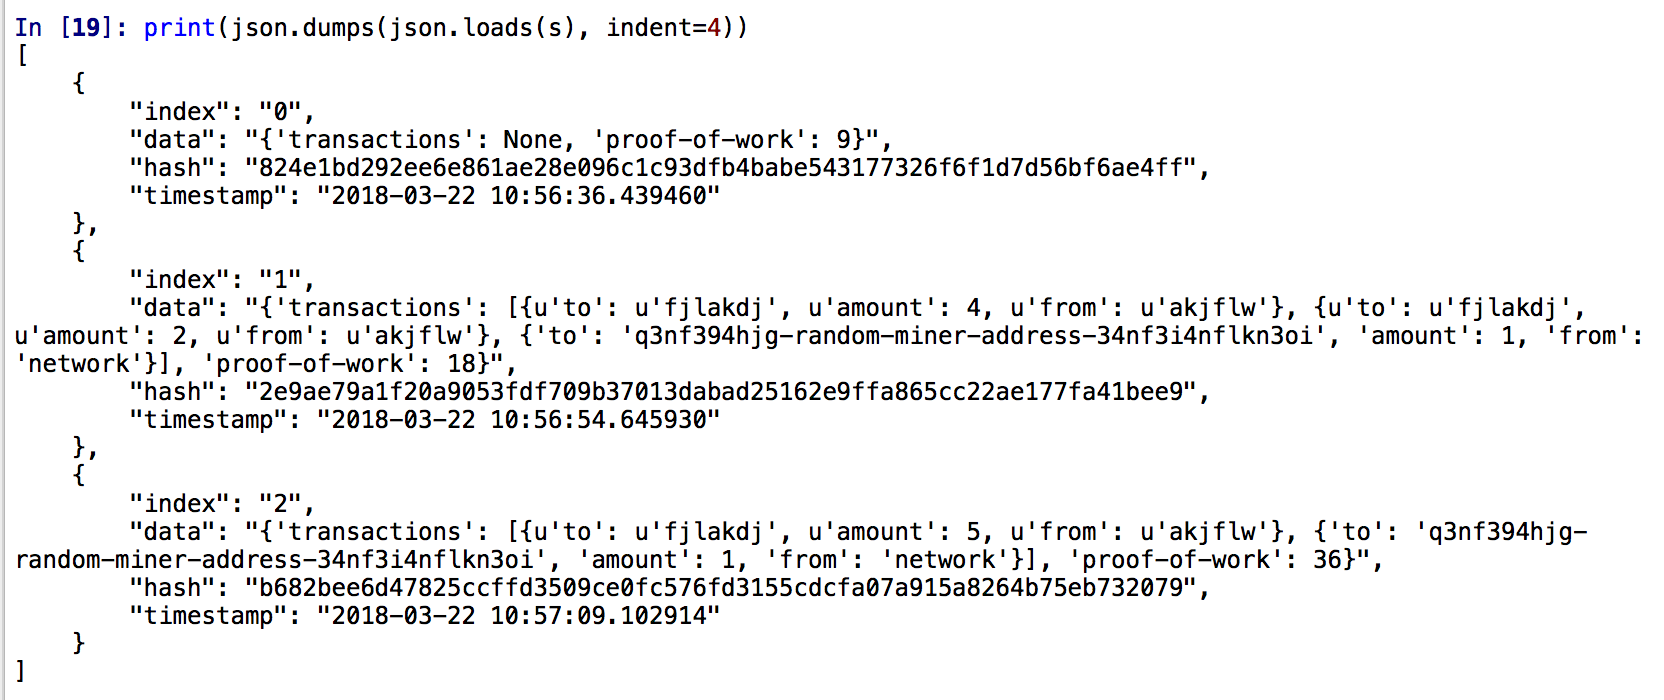 In [19]: print(json.dumps(json.loads(s), indent=4))
[
    {
        "index": "0",
        "data": "{'transactions': None, 'proof-of-work': 9}",
        "hash": "824e1bd292ee6e861ae28e096c1c93dfb4babe543177326f6f1d7d56bf6ae4ff",
        "timestamp": "2018-03-22 10:56:36.439460"
    },
    {
        "index": "1",
        "data": "{'transactions': [{u'to': u'fjlakdj', u'amount': 4, u'from': u'akjflw'}, {u'to': u'fjlakdj',
u'amount': 2, u'from': u'akjflw'}, {'to': 'q3nf394hjg-random-miner-address-34nf3i4nflkn3oi', 'amount': 1, 'from':
'network'}], 'proof-of-work': 18}",
        "hash": "2e9ae79a1f20a9053fdf709b37013dabad25162e9ffa865cc22ae177fa41bee9",
        "timestamp": "2018-03-22 10:56:54.645930"
    },
    {
        "index": "2",
        "data": "{'transactions': [{u'to': u'fjlakdj', u'amount': 5, u'from': u'akjflw'}, {'to': 'q3nf394hjg-
random-miner-address-34nf3i4nflkn3oi', 'amount': 1, 'from': 'network'}], 'proof-of-work': 36}",
        "hash": "b682bee6d47825ccffd3509ce0fc576fd3155cdcfa07a915a8264b75eb732079",
        "timestamp": "2018-03-22 10:57:09.102914"
    }
]